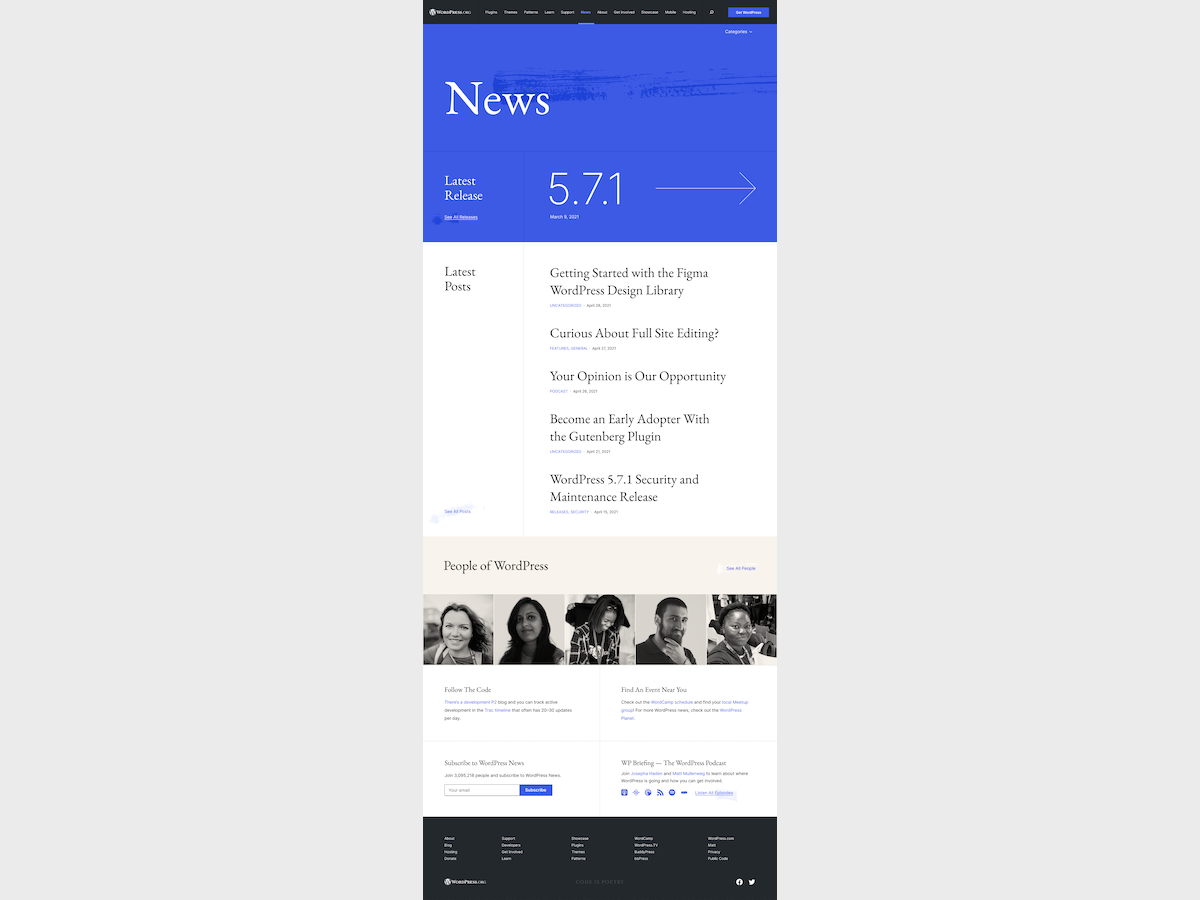 WORDPRESS.ORG
Plugins Themes Patterns Learn Support News About Get Involved Showcase Mobile Hosting
Get WordPress
Categories
News
Latest
Release
See All Releases
5.7.1
March 9, 2021
Latest
Posts
Getting Started with the Figma
WordPress Design Library
UNCATEGORIZED · April 28, 2021
Curious About Full Site Editing?
FEATURES, GENERAL · April 27, 2021
Your Opinion is Our Opportunity
PODCAST · April 26, 2021
Become an Early Adopter With
the Gutenberg Plugin
UNCATEGORIZED · April 21, 2021
WordPress 5.7.1 Security and
Maintenance Release
RELEASES, SECURITY · April 15, 2021
See All Posts
People of WordPress
See All People
Follow The Code
There's a development P2 blog and you can track active
development in the Trac timeline that often has 20–30 updates
per day.
Find An Event Near You
Check out the WordCamp schedule and find your local Meetup
group! For more WordPress news, check out the WordPress
Planet.
Subscribe to WordPress News
Join 3,095,218 people and subscribe to WordPress News.
Your email
Subscribe
WP Briefing — The WordPress Podcast
Join Josepha Haden and Matt Mullenweg to learn about where
WordPress is going and how you can get involved.
Listen All Episodes
About Support Showcase WordCamp WordPress.com
Blog Developers Plugins WordPress.TV Matt
Hosting Get Involved Themes BuddyPress Privacy
Donate Learn Patterns bbPress Public Code
WORDPRESS.ORG
CODE IS POETRY